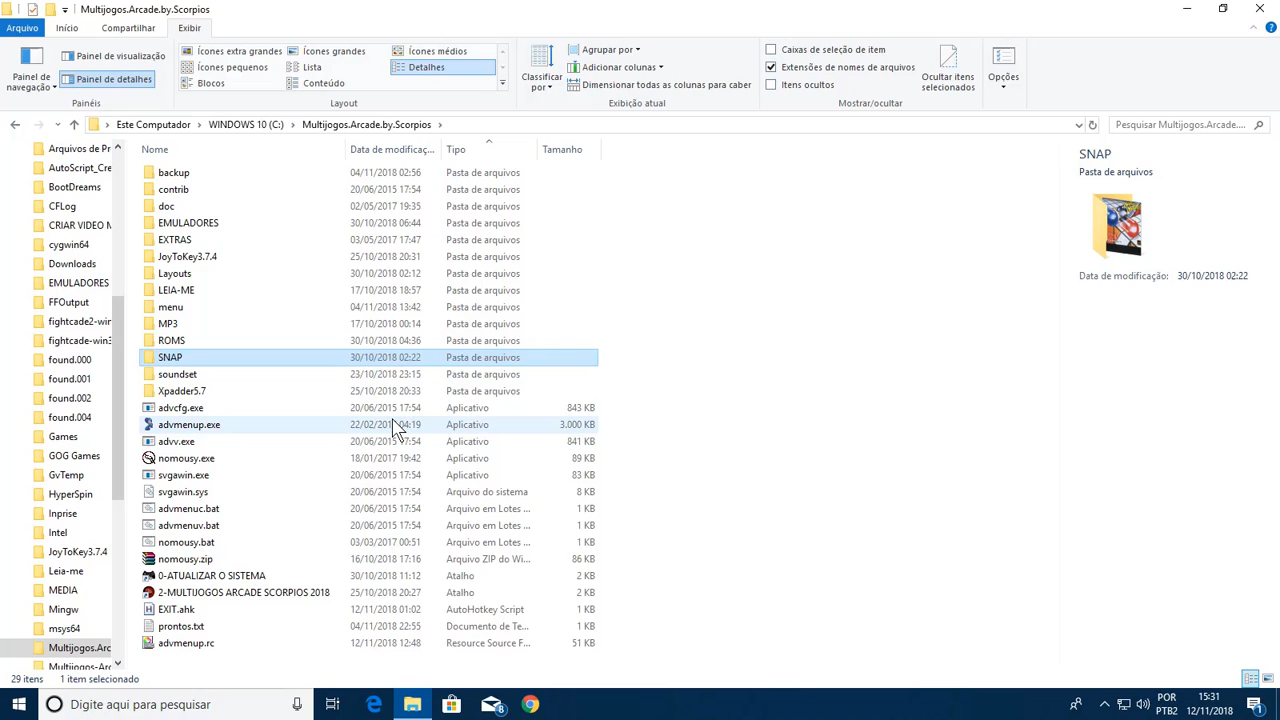 Multijogos.Arcade.by.Scorpios
Arquivo Início Compartilhar Exibir
Painel de navegação
Painel de visualização
Painel de detalhes
Painéis
Ícones extra grandes Ícones grandes Ícones médios
Ícones pequenos Lista Detalhes
Blocos Conteúdo
Layout
Classificar por
Agrupar por
Adicionar colunas
Dimensionar todas as colunas para caber
Exibição atual
Caixas de seleção de item
Extensões de nomes de arquivos
Itens ocultos
Ocultar itens selecionados
Mostrar/ocultar
Opções
Este Computador WINDOWS 10 (C:) Multijogos.Arcade.by.Scorpios
Pesquisar Multijogos.Arcade....
Arquivos de Pr
AutoScript_Cre
BootDreams
CFLog
CRIAR VIDEO M
cygwin64
Downloads
EMULADORES
FFOutput
fightcade2-win
fightcade-win3
found.000
found.001
found.002
found.004
Games
GOG Games
GvTemp
HyperSpin
Inprise
Intel
JoyToKey3.7.4
Leia-me
MEDIA
Mingw
msys64
Multijogos.Arc
Multijogos-Arc
Nome Data de modificaç... Tipo Tamanho
backup 04/11/2018 02:56 Pasta de arquivos
contrib 20/06/2015 17:54 Pasta de arquivos
doc 02/05/2017 19:35 Pasta de arquivos
EMULADORES 30/10/2018 06:44 Pasta de arquivos
EXTRAS 03/05/2017 17:47 Pasta de arquivos
JoyToKey3.7.4 25/10/2018 20:31 Pasta de arquivos
Layouts 30/10/2018 02:12 Pasta de arquivos
LEIA-ME 17/10/2018 18:57 Pasta de arquivos
menu 04/11/2018 13:42 Pasta de arquivos
MP3 17/10/2018 00:14 Pasta de arquivos
ROMS 30/10/2018 04:36 Pasta de arquivos
SNAP 30/10/2018 02:22 Pasta de arquivos
soundset 23/10/2018 23:15 Pasta de arquivos
Xpadder5.7 25/10/2018 20:33 Pasta de arquivos
advcfg.exe 20/06/2015 17:54 Aplicativo 843 KB
advmenup.exe 22/02/201 04:19 Aplicativo 3.000 KB
advv.exe 20/06/2015 17:54 Aplicativo 841 KB
nomousy.exe 18/01/2017 19:42 Aplicativo 89 KB
svgawin.exe 20/06/2015 17:54 Aplicativo 83 KB
svgawin.sys 20/06/2015 17:54 Arquivo do sistema 8 KB
advmenuc.bat 20/06/2015 17:54 Arquivo em Lotes ... 1 KB
advmenuv.bat 20/06/2015 17:54 Arquivo em Lotes ... 1 KB
nomousy.bat 03/03/2017 00:51 Arquivo em Lotes ... 1 KB
nomousy.zip 16/10/2018 17:16 Arquivo ZIP do Wi... 86 KB
0-ATUALIZAR O SISTEMA 30/10/2018 11:12 Atalho 2 KB
2-MULTIJOGOS ARCADE SCORPIOS 2018 25/10/2018 20:27 Atalho 2 KB
EXIT.ahk 12/11/2018 01:02 AutoHotkey Script 1 KB
prontos.txt 04/11/2018 22:55 Documento de Te... 1 KB
advmenup.rc 12/11/2018 12:48 Resource Source F... 51 KB
SNAP
Pasta de arquivos
Data de modificação: 30/10/2018 02:22
29 itens 1 item selecionado
Digite aqui para pesquisar
8
POR
PTB2
15:31
12/11/2018
1